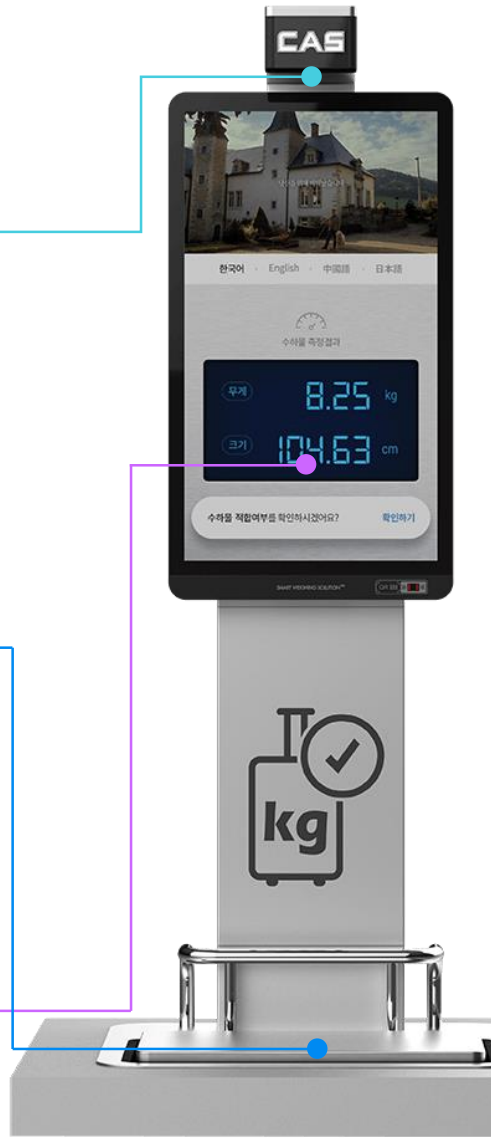 CAS
한국어 · English · 中國語 · 日本語
수하물 측정결과
무게 8.25 kg
크기 104.63 cm
수하물 적합여부를 확인하시겠어요? 확인하기
SMART WEIGHING SOLUTION™
kg